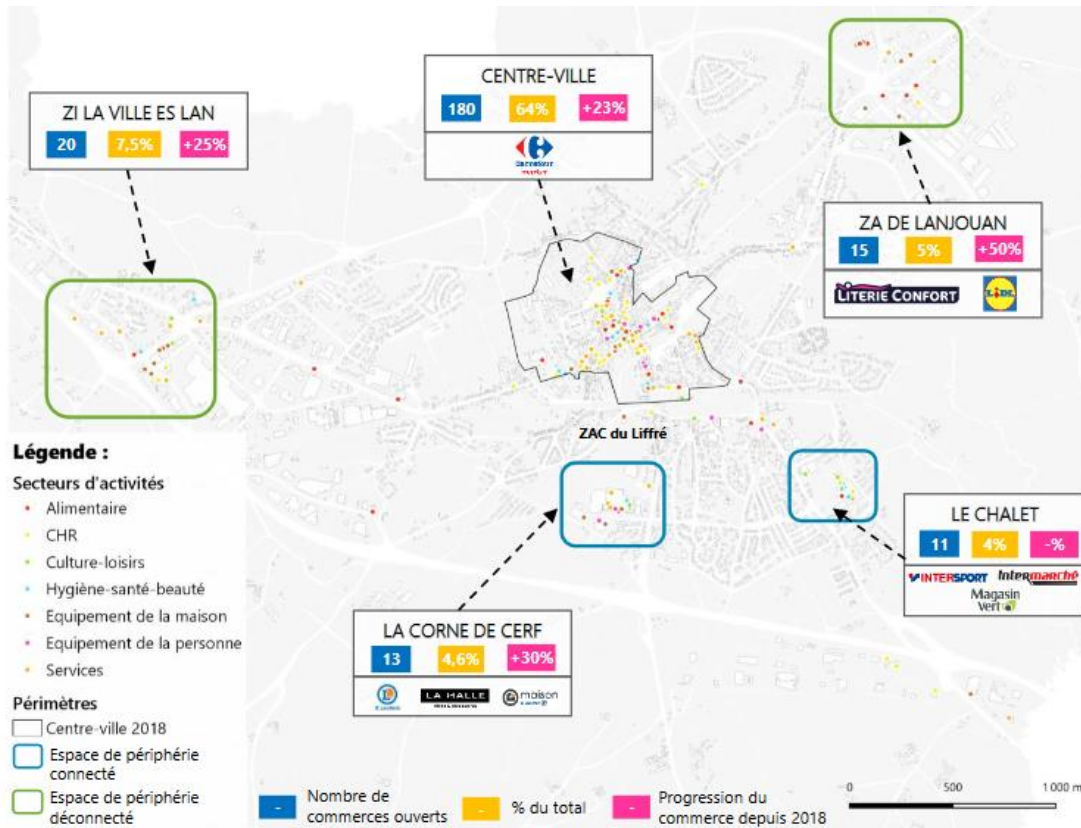 CENTRE-VILLE
180 64% +23%
Carrefour
ZI LA VILLE ES LAN
20 7,5% +25%
ZA DE LANJOUAN
15 5% +50%
LITERIE CONFORT LiDL
ZAC du Liffré
LE CHALET
11 4% -%
INTERSPORT Intermarché
Magasin
Vert
LA CORNE DE CERF
13 4,6% +30%
LA HALLE maison
Légende :
Secteurs d'activités
Alimentaire
CHR
Culture-loisirs
Hygiène-santé-beauté
Equipement de la maison
Equipement de la personne
Services
Périmètres
Centre-ville 2018
Espace de périphérie
connecté
Espace de périphérie
déconnecté
- Nombre de
commerces ouverts
- % du total
- Progression du
commerce depuis 2018
0 500 1 000 m